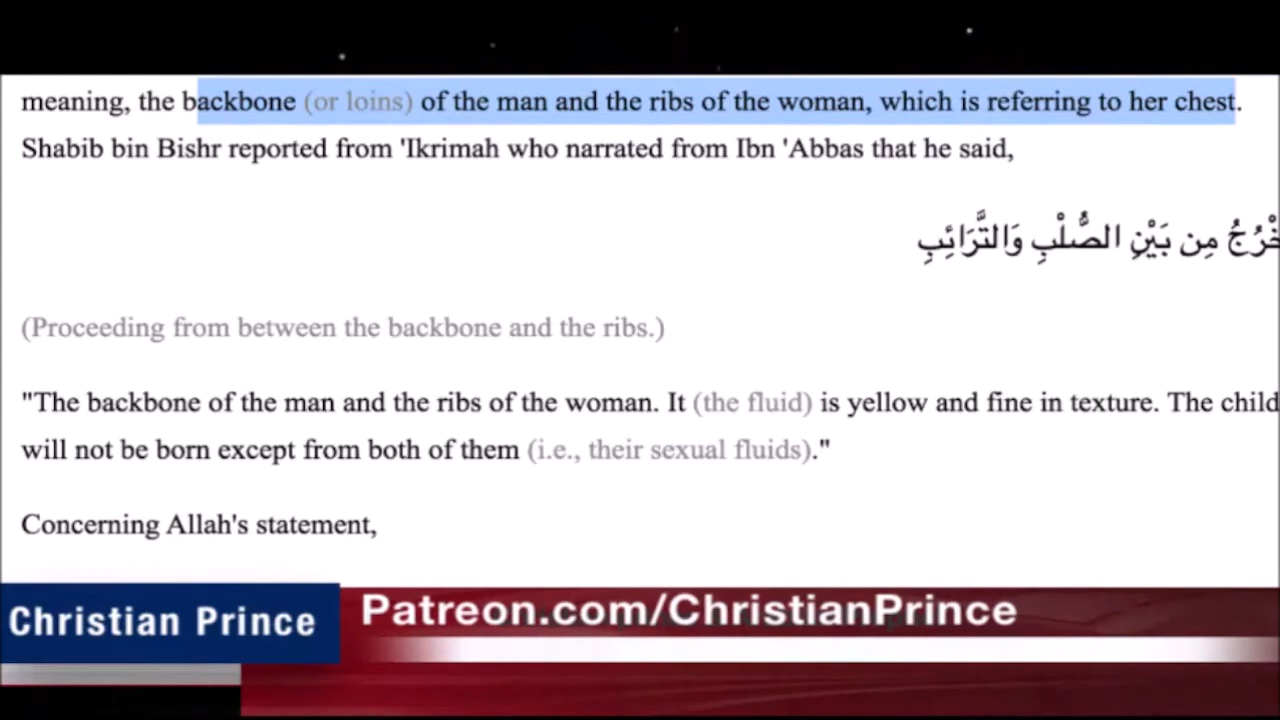 meaning, the backbone (or loins) of the man and the ribs of the woman, which is referring to her chest.
Shabib bin Bishr reported from 'Ikrimah who narrated from Ibn 'Abbas that he said,
خْرُجُ مِن بَيْنِ الصُّلْبِ وَالتَّرَائِبِ
(Proceeding from between the backbone and the ribs.)
"The backbone of the man and the ribs of the woman. It (the fluid) is yellow and fine in texture. The child
will not be born except from both of them (i.e., their sexual fluids)."
Concerning Allah's statement,
Christian Prince
Patreon.com/ChristianPrince